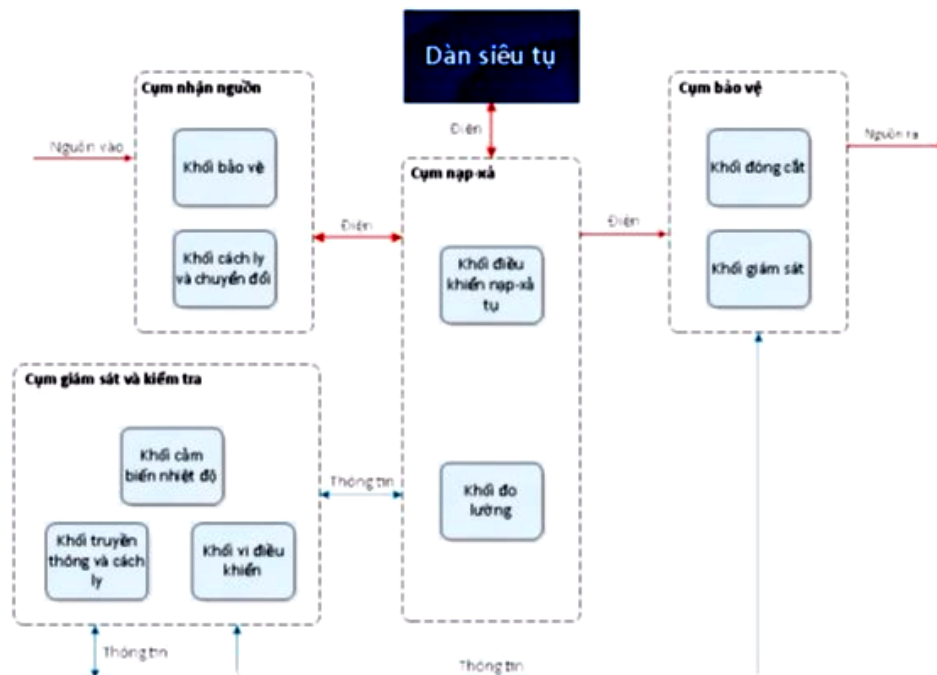 Dàn siêu tụ
Cụm nhận nguồn
Cụm bảo vệ
Điện
Nguồn vào
Nguồn ra
Khối bảo vệ
Cụm nạp-xả
Khối đóng cắt
Điện
Điện
Khối cách ly
và chuyển đổi
Khối điều
khiển nạp-xả
tụ
Khối giám sát
Cụm giám sát và kiểm tra
Khối cảm
biến nhiệt độ
Thông tin
Khối đo
lường
Khối truyền
thông và cách
ly
Khối vi điều
khiển
Thông tin
Thông tin